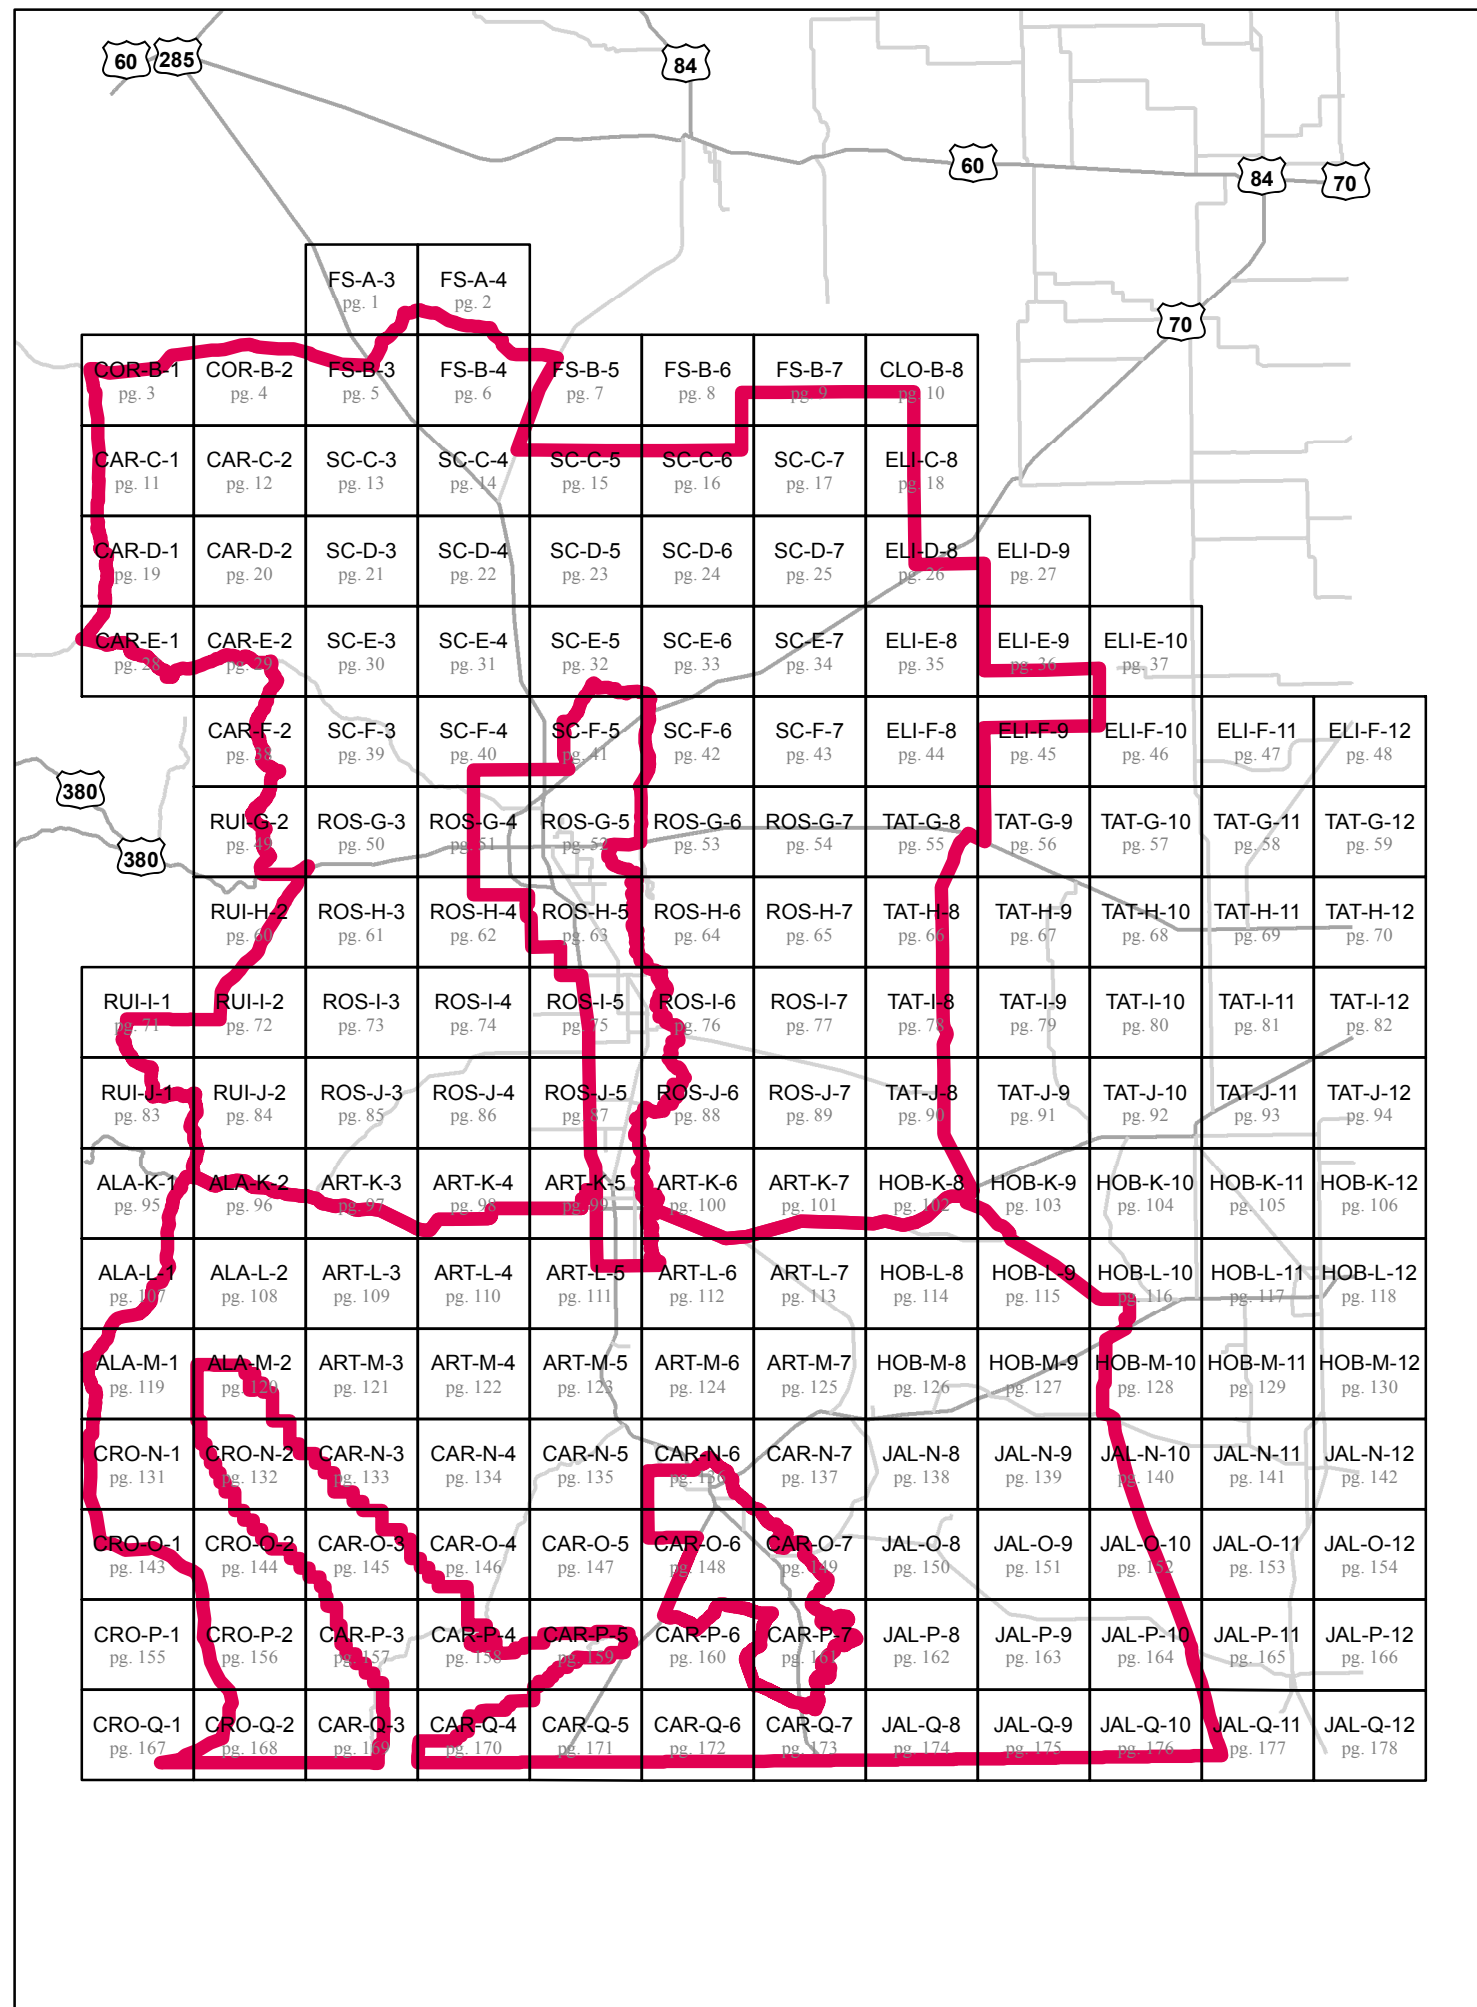 60 285 84
60 84 70
70
FS-A-3 FS-A-4
pg. 1 pg. 2
COR-B-1 COR-B-2 FS-B-3 FS-B-4 FS-B-5 FS-B-6 FS-B-7 CLO-B-8
pg. 3 pg. 4 pg. 5 pg. 6 pg. 7 pg. 8 pg. 9 pg. 10
CAR-C-1 CAR-C-2 SC-C-3 SC-C-4 SC-C-5 SC-C-6 SC-C-7 ELI-C-8
pg. 11 pg. 12 pg. 13 pg. 14 pg. 15 pg. 16 pg. 17 pg. 18
CAR-D-1 CAR-D-2 SC-D-3 SC-D-4 SC-D-5 SC-D-6 SC-D-7 ELI-D-8 ELI-D-9
pg. 19 pg. 20 pg. 21 pg. 22 pg. 23 pg. 24 pg. 25 pg. 26 pg. 27
CAR-E-1 CAR-E-2 SC-E-3 SC-E-4 SC-E-5 SC-E-6 SC-E-7 ELI-E-8 ELI-E-9 ELI-E-10
pg. 28 pg. 29 pg. 30 pg. 31 pg. 32 pg. 33 pg. 34 pg. 35 pg. 36 pg. 37
CAR-F-2 SC-F-3 SC-F-4 SC-F-5 SC-F-6 SC-F-7 ELI-F-8 ELI-F-9 ELI-F-10 ELI-F-11 ELI-F-12
pg. 38 pg. 39 pg. 40 pg. 41 pg. 42 pg. 43 pg. 44 pg. 45 pg. 46 pg. 47 pg. 48
380
380
RUI-G-2 ROS-G-3 ROS-G-4 ROS-G-5 ROS-G-6 ROS-G-7 TAT-G-8 TAT-G-9 TAT-G-10 TAT-G-11 TAT-G-12
pg. 49 pg. 50 pg. 51 pg. 52 pg. 53 pg. 54 pg. 55 pg. 56 pg. 57 pg. 58 pg. 59
RUI-H-2 ROS-H-3 ROS-H-4 ROS-H-5 ROS-H-6 ROS-H-7 TAT-H-8 TAT-H-9 TAT-H-10 TAT-H-11 TAT-H-12
pg. 60 pg. 61 pg. 62 pg. 63 pg. 64 pg. 65 pg. 66 pg. 67 pg. 68 pg. 69 pg. 70
RUI-I-1 RUI-I-2 ROS-I-3 ROS-I-4 ROS-I-5 ROS-I-6 ROS-I-7 TAT-I-8 TAT-I-9 TAT-I-10 TAT-I-11 TAT-I-12
pg. 71 pg. 72 pg. 73 pg. 74 pg. 75 pg. 76 pg. 77 pg. 78 pg. 79 pg. 80 pg. 81 pg. 82
RUI-J-1 RUI-J-2 ROS-J-3 ROS-J-4 ROS-J-5 ROS-J-6 ROS-J-7 TAT-J-8 TAT-J-9 TAT-J-10 TAT-J-11 TAT-J-12
pg. 83 pg. 84 pg. 85 pg. 86 pg. 87 pg. 88 pg. 89 pg. 90 pg. 91 pg. 92 pg. 93 pg. 94
ALA-K-1 ALA-K-2 ART-K-3 ART-K-4 ART-K-5 ART-K-6 ART-K-7 HOB-K-8 HOB-K-9 HOB-K-10 HOB-K-11 HOB-K-12
pg. 95 pg. 96 pg. 97 pg. 98 pg. 99 pg. 100 pg. 101 pg. 102 pg. 103 pg. 104 pg. 105 pg. 106
ALA-L-1 ALA-L-2 ART-L-3 ART-L-4 ART-L-5 ART-L-6 ART-L-7 HOB-L-8 HOB-L-9 HOB-L-10 HOB-L-11 HOB-L-12
pg. 107 pg. 108 pg. 109 pg. 110 pg. 111 pg. 112 pg. 113 pg. 114 pg. 115 pg. 116 pg. 117 pg. 118
ALA-M-1 ALA-M-2 ART-M-3 ART-M-4 ART-M-5 ART-M-6 ART-M-7 HOB-M-8 HOB-M-9 HOB-M-10 HOB-M-11 HOB-M-12
pg. 119 pg. 120 pg. 121 pg. 122 pg. 123 pg. 124 pg. 125 pg. 126 pg. 127 pg. 128 pg. 129 pg. 130
CRO-N-1 CRO-N-2 CAR-N-3 CAR-N-4 CAR-N-5 CAR-N-6 CAR-N-7 JAL-N-8 JAL-N-9 JAL-N-10 JAL-N-11 JAL-N-12
pg. 131 pg. 132 pg. 133 pg. 134 pg. 135 pg. 136 pg. 137 pg. 138 pg. 139 pg. 140 pg. 141 pg. 142
CRO-O-1 CRO-O-2 CAR-O-3 CAR-O-4 CAR-O-5 CAR-O-6 CAR-O-7 JAL-O-8 JAL-O-9 JAL-O-10 JAL-O-11 JAL-O-12
pg. 143 pg. 144 pg. 145 pg. 146 pg. 147 pg. 148 pg. 149 pg. 150 pg. 151 pg. 152 pg. 153 pg. 154
CRO-P-1 CRO-P-2 CAR-P-3 CAR-P-4 CAR-P-5 CAR-P-6 CAR-P-7 JAL-P-8 JAL-P-9 JAL-P-10 JAL-P-11 JAL-P-12
pg. 155 pg. 156 pg. 157 pg. 158 pg. 159 pg. 160 pg. 161 pg. 162 pg. 163 pg. 164 pg. 165 pg. 166
CRO-Q-1 CRO-Q-2 CAR-Q-3 CAR-Q-4 CAR-Q-5 CAR-Q-6 CAR-Q-7 JAL-Q-8 JAL-Q-9 JAL-Q-10 JAL-Q-11 JAL-Q-12
pg. 167 pg. 168 pg. 169 pg. 170 pg. 171 pg. 172 pg. 173 pg. 174 pg. 175 pg. 176 pg. 177 pg. 178